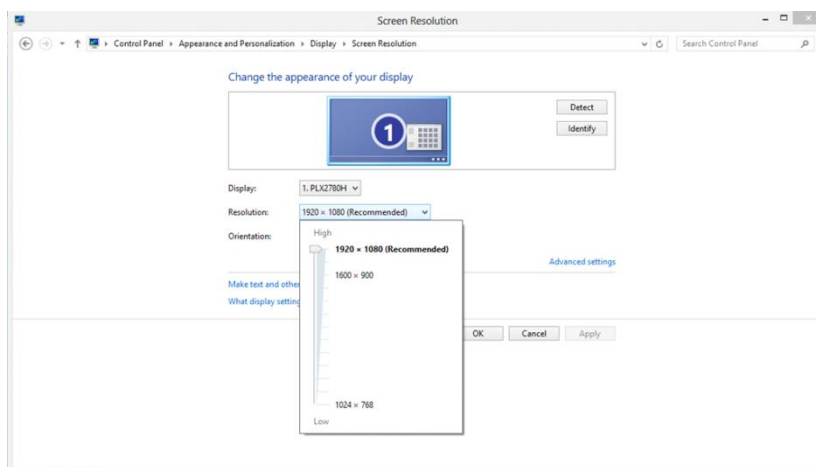 Screen Resolution
Control Panel Appearance and Personalization Display Screen Resolution
Search Control Panel
Change the appearance of your display
1
Detect
Identify
Display: 1. PLX2780H
Resolution: 1920 × 1080 (Recommended)
Orientation:
High
1920 × 1080 (Recommended)
1600 × 900
1024 × 768
Low
Advanced settings
Make text and other
What display setting
OK Cancel Apply